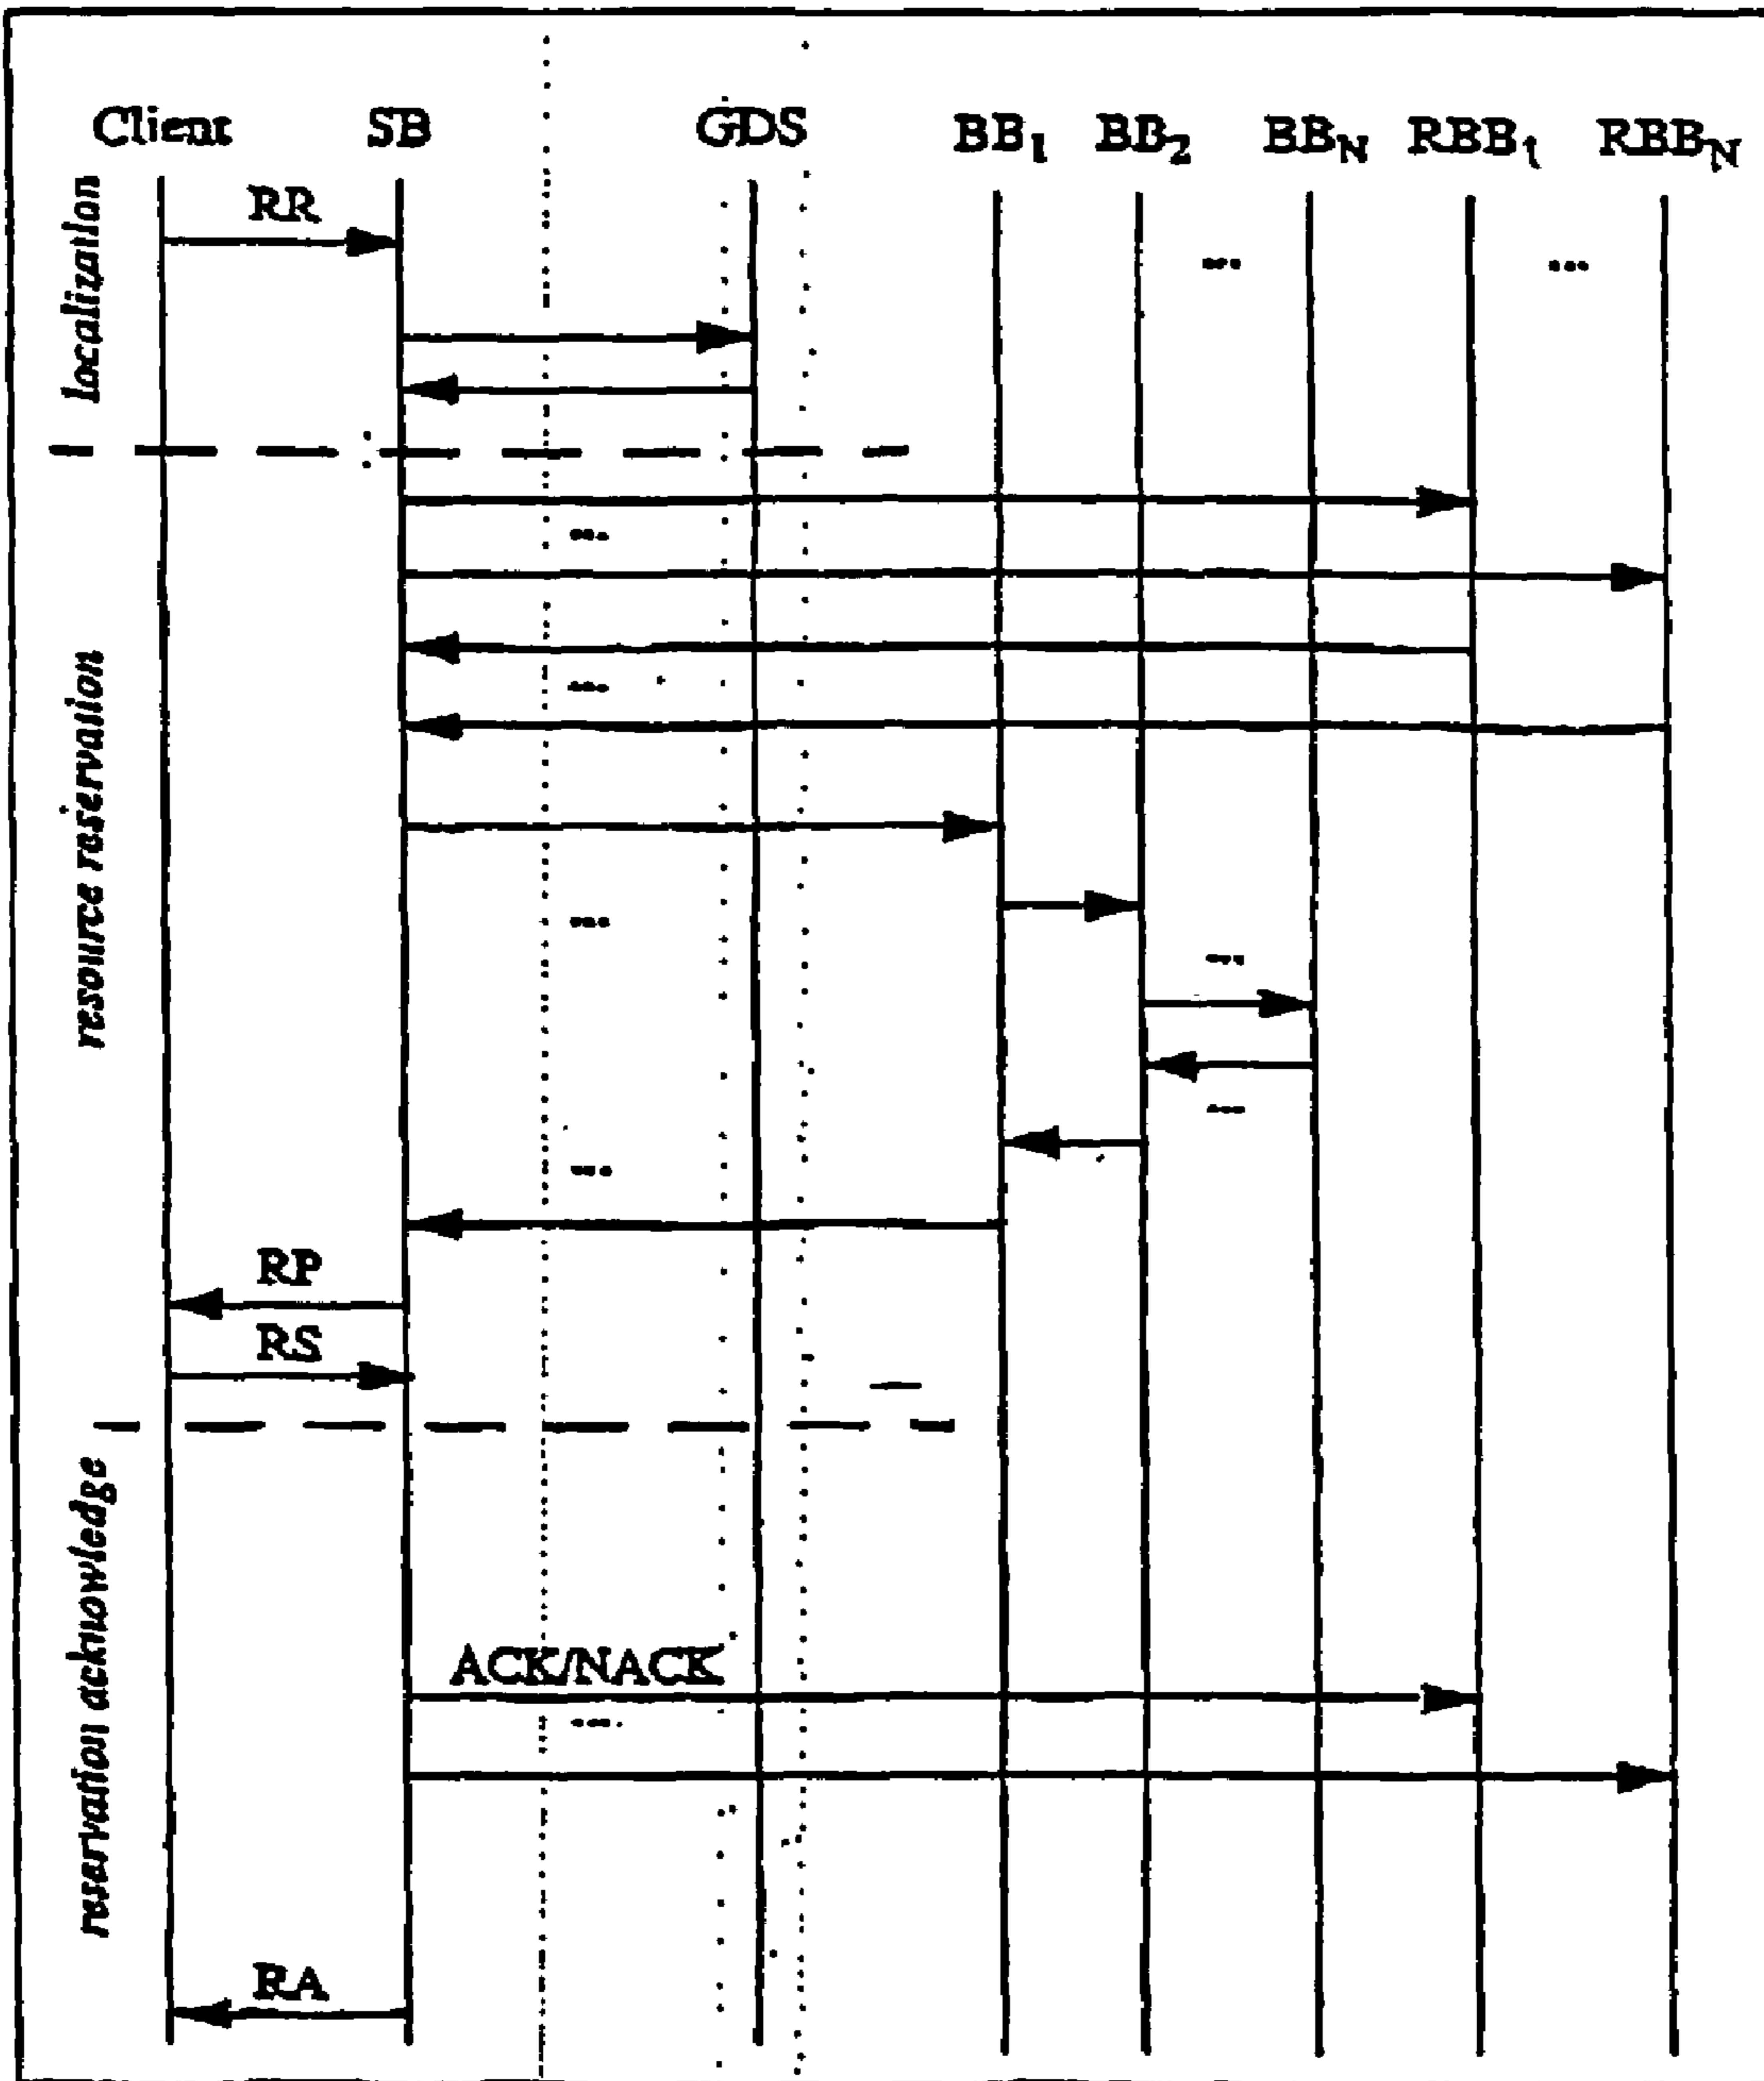 Client SB GDS BB1 BB2 BBN RBB1 RBBN
localization
RR
...
...
...
...
resource reservation
...
...
...
...
RP
RS
reservation acknowledge
ACK/NACK
...
RA